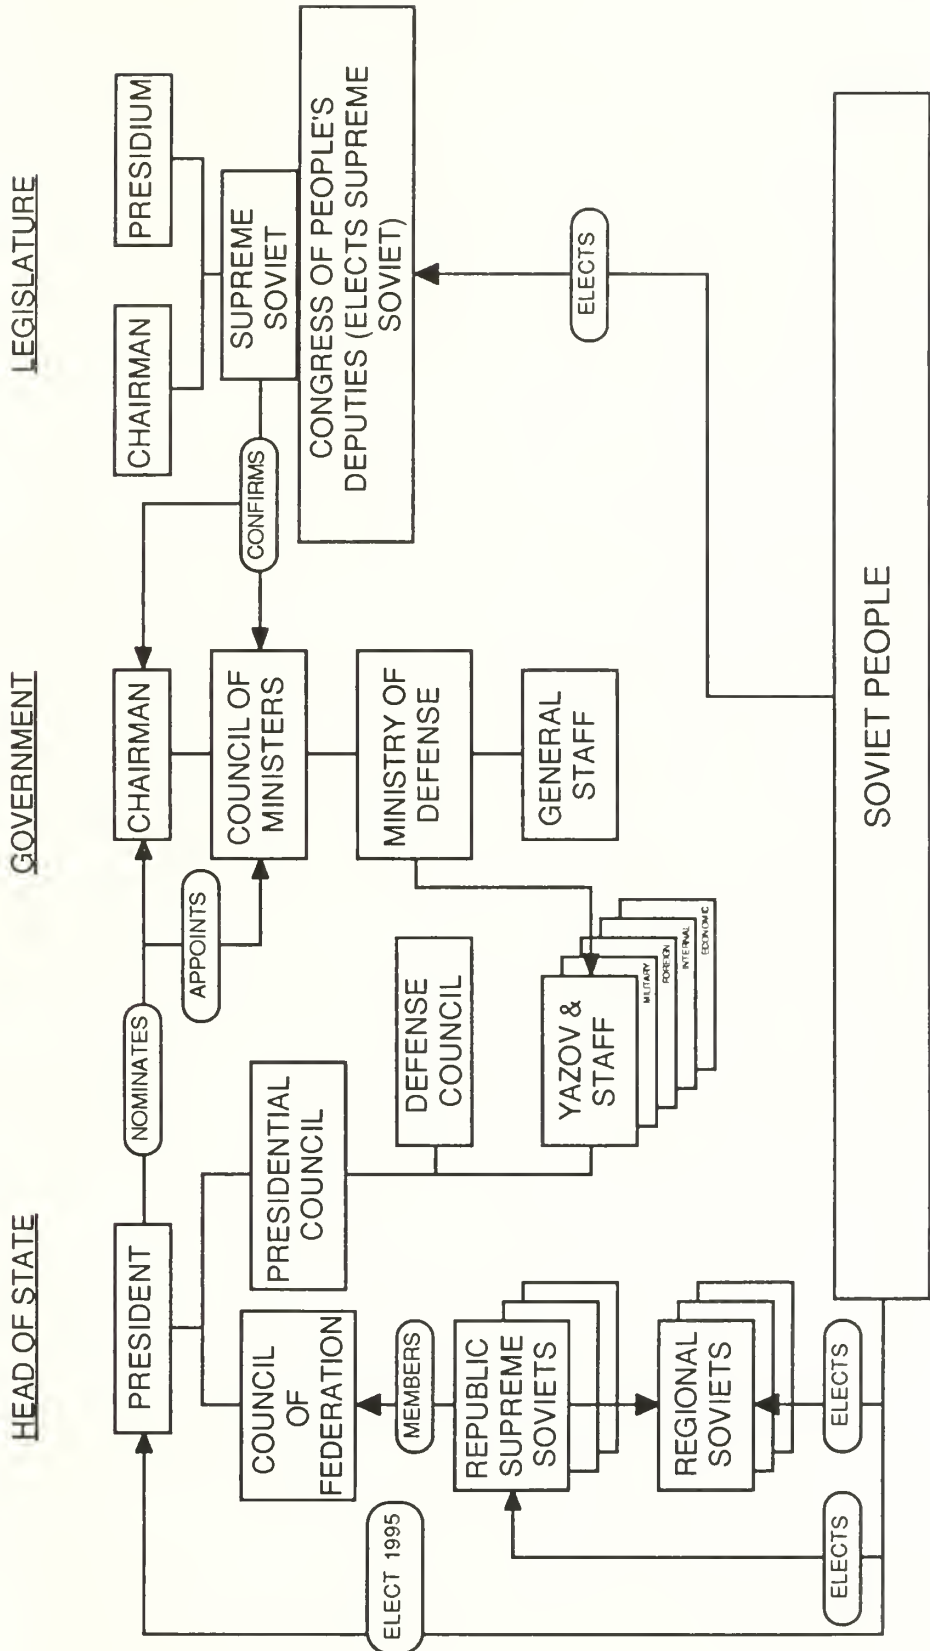 HEAD OF STATE
GOVERNMENT
LEGISLATURE
PRESIDENT
NOMINATES
CHAIRMAN
CHAIRMAN
PRESIDIUM
APPOINTS
COUNCIL
OF
FEDERATION
PRESIDENTIAL
COUNCIL
COUNCIL OF
MINISTERS
CONFIRMS
SUPREME
SOVIET
CONGRESS OF PEOPLE'S
DEPUTIES (ELECTS SUPREME
SOVIET)
ELECT 1995
MEMBERS
DEFENSE
COUNCIL
MINISTRY OF
DEFENSE
REPUBLIC
SUPREME
SOVIETS
YAZOV &
STAFF
MILITARY
FOREIGN
INTERNAL
ECONOMIC
GENERAL
STAFF
REGIONAL
SOVIETS
ELECTS
ELECTS
ELECTS
SOVIET PEOPLE